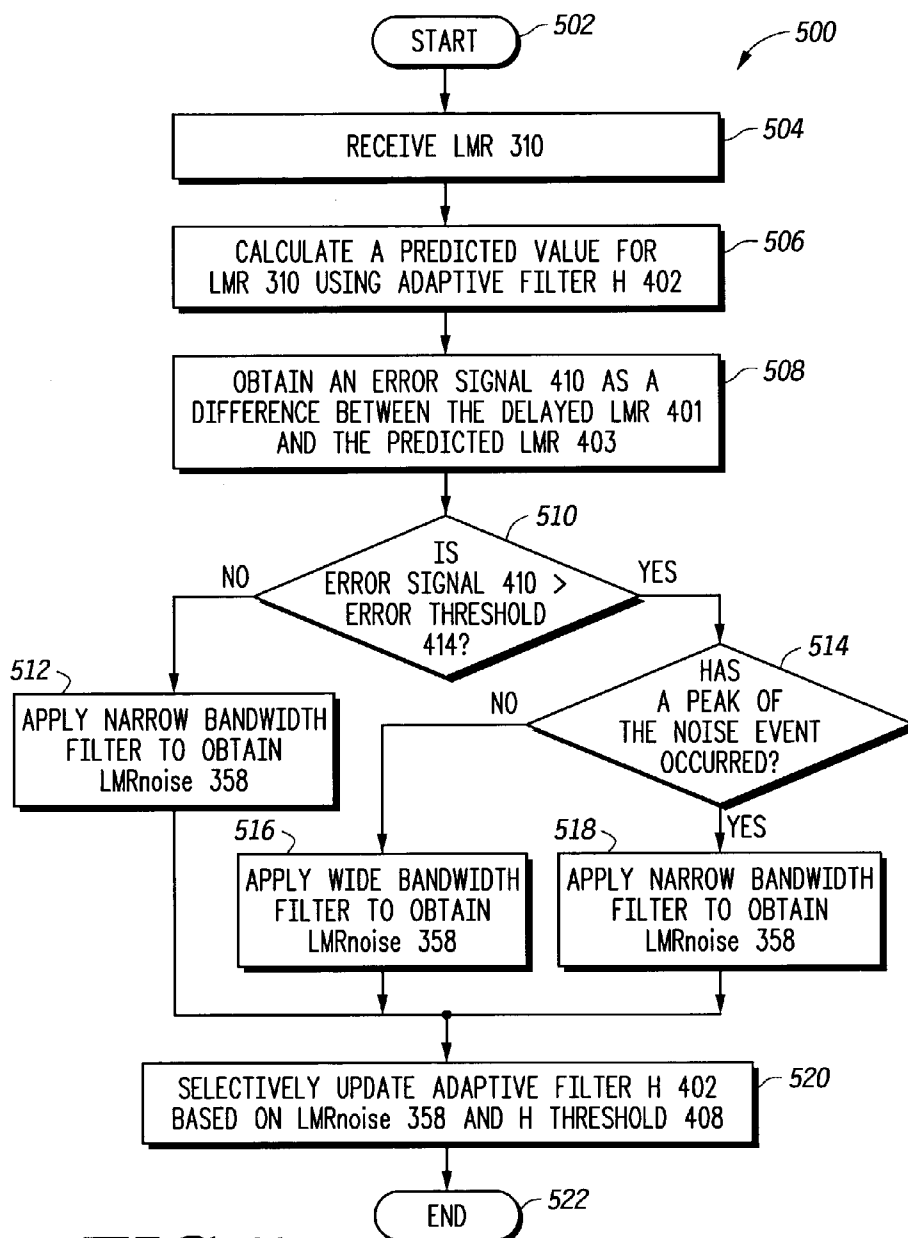 START
502
500
RECEIVE LMR 310
504
CALCULATE A PREDICTED VALUE FOR
LMR 310 USING ADAPTIVE FILTER H 402
506
OBTAIN AN ERROR SIGNAL 410 AS A
DIFFERENCE BETWEEN THE DELAYED LMR 401
AND THE PREDICTED LMR 403
508
510
IS
ERROR SIGNAL 410 >
ERROR THRESHOLD
414?
NO
YES
512
APPLY NARROW BANDWIDTH
FILTER TO OBTAIN
LMRnoise 358
514
HAS
A PEAK OF
THE NOISE EVENT
OCCURRED?
NO
YES
516
APPLY WIDE BANDWIDTH
FILTER TO OBTAIN
LMRnoise 358
518
APPLY NARROW BANDWIDTH
FILTER TO OBTAIN
LMRnoise 358
SELECTIVELY UPDATE ADAPTIVE FILTER H 402
BASED ON LMRnoise 358 AND H THRESHOLD 408
520
END
522